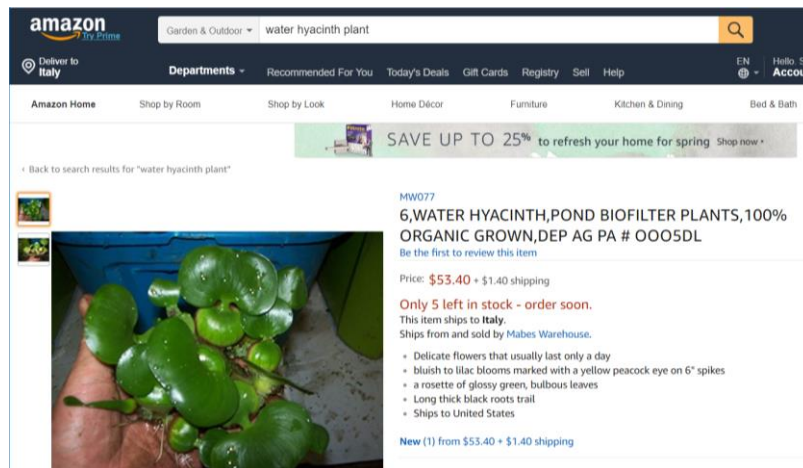 amazon
Try Prime
Garden & Outdoor
water hyacinth plant
Deliver to
Italy
Departments
Recommended For You
Today's Deals
Gift Cards
Registry
Sell
Help
EN
Hello. S
Accou
Amazon Home
Shop by Room
Shop by Look
Home Décor
Furniture
Kitchen & Dining
Bed & Bath
SAVE UP TO 25% to refresh your home for spring Shop now ›
‹ Back to search results for "water hyacinth plant"
MW077
6,WATER HYACINTH,POND BIOFILTER PLANTS,100%
ORGANIC GROWN,DEP AG PA # OOO5DL
Be the first to review this item
Price: $53.40 + $1.40 shipping
Only 5 left in stock - order soon.
This item ships to Italy.
Ships from and sold by Mabes Warehouse.
• Delicate flowers that usually last only a day
• bluish to lilac blooms marked with a yellow peacock eye on 6" spikes
• a rosette of glossy green, bulbous leaves
• Long thick black roots trail
• Ships to United States
New (1) from $53.40 + $1.40 shipping